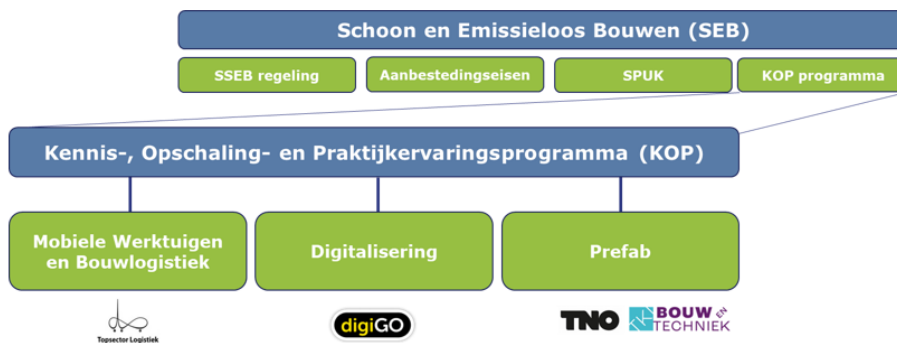 Schoon en Emissieloos Bouwen (SEB)
SSEB regeling
Aanbestedingseisen
SPUK
KOP programma
Kennis-, Opschaling- en Praktijkervaringsprogramma (KOP)
Mobiele Werktuigen
en Bouwlogistiek
Digitalisering
Prefab
Topsector Logistiek
digiGO
TNO
BOUW EN
TECHNIEK